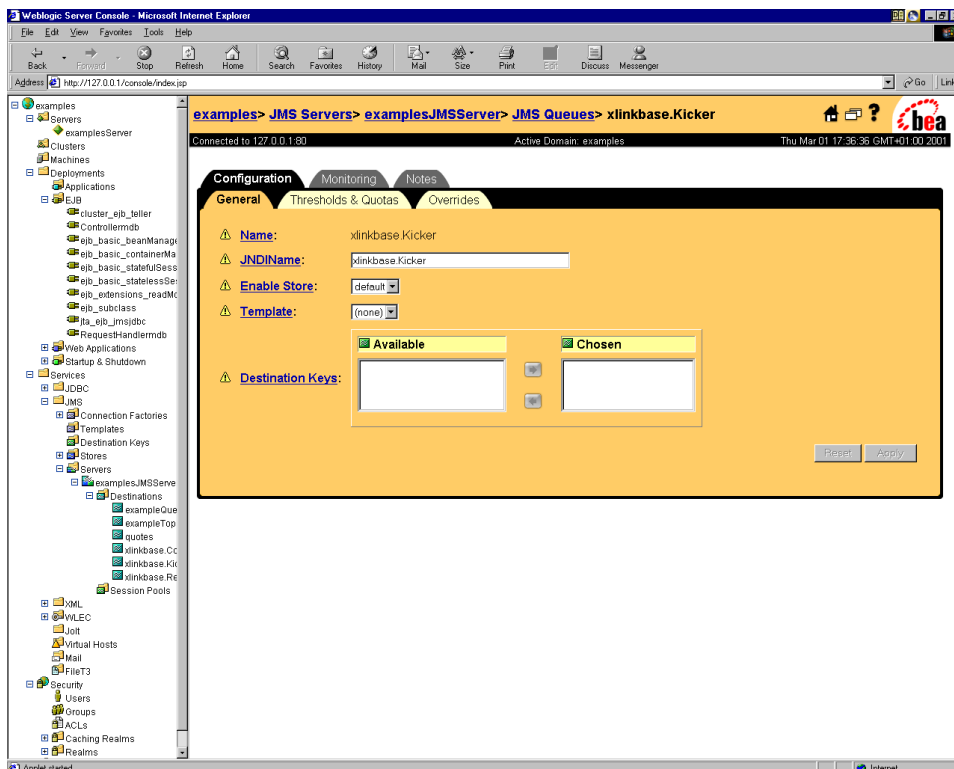 Weblogic Server Console - Microsoft Internet Explorer
File Edit View Favorites Tools Help
Back Forward Stop Refresh Home Search Favorites History Mail Size Print Edit Discuss Messenger
Address http://127.0.0.1/console/index.jsp Go Link
examples
Servers
examplesServer
Clusters
Machines
Deployments
Applications
EJB
cluster_ejb_teller
Controllermdb
ejb_basic_beanManage
ejb_basic_containerMa
ejb_basic_statefulSess
ejb_basic_statelessSes
ejb_extensions_readMo
ejb_subclass
jta_ejb_jmsjdbc
RequestHandlermdb
Web Applications
Startup & Shutdown
Services
JDBC
JMS
Connection Factories
Templates
Destination Keys
Stores
Servers
examplesJMSServe
Destinations
exampleQue
exampleTop
quotes
xlinkbase.Co
xlinkbase.Kic
xlinkbase.Re
Session Pools
XML
WLEC
Jolt
Virtual Hosts
Mail
FileT3
Security
Users
Groups
ACLs
Caching Realms
Realms
examples> JMS Servers> examplesJMSServer> JMS Queues> xlinkbase.Kicker
? bea
Connected to 127.0.0.1:80 Active Domain: examples Thu Mar 01 17:36:36 GMT+01:00 2001
Configuration Monitoring Notes
General Thresholds & Quotas Overrides
Name: xlinkbase.Kicker
JNDIName: xlinkbase.Kicker
Enable Store: default
Template: (none)
Available Chosen
Destination Keys:
Reset Apply
Applet started Internet